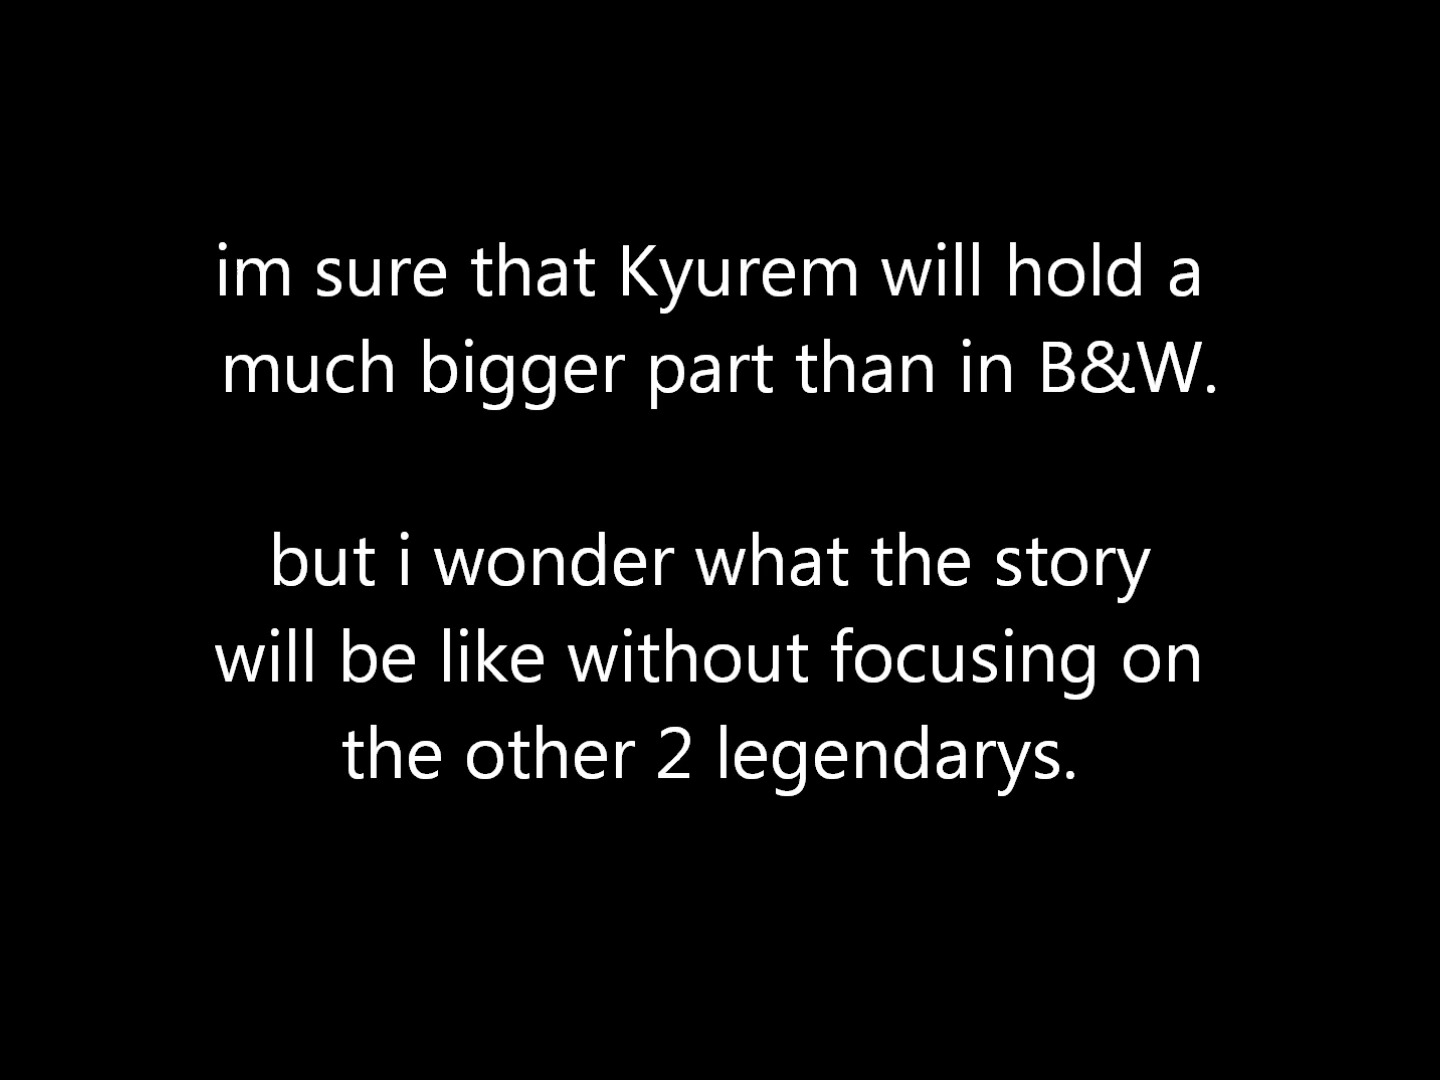 im sure that Kyurem will hold a
much bigger part than in B&W.
but i wonder what the story
will be like without focusing on
the other 2 legendarys.